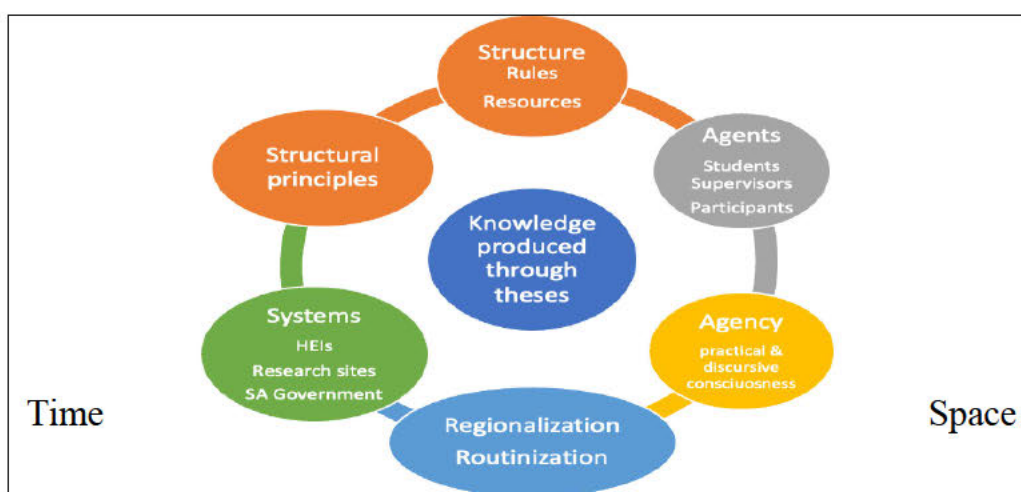 Structure
Rules
Resources
Structural
principles
Agents
Students
Supervisors
Participants
Knowledge
produced
through
theses
Systems
HEIs
Research sites
SA Government
Agency
practical &
discursive
consciuosness
Regionalization
Routinization
Time
Space